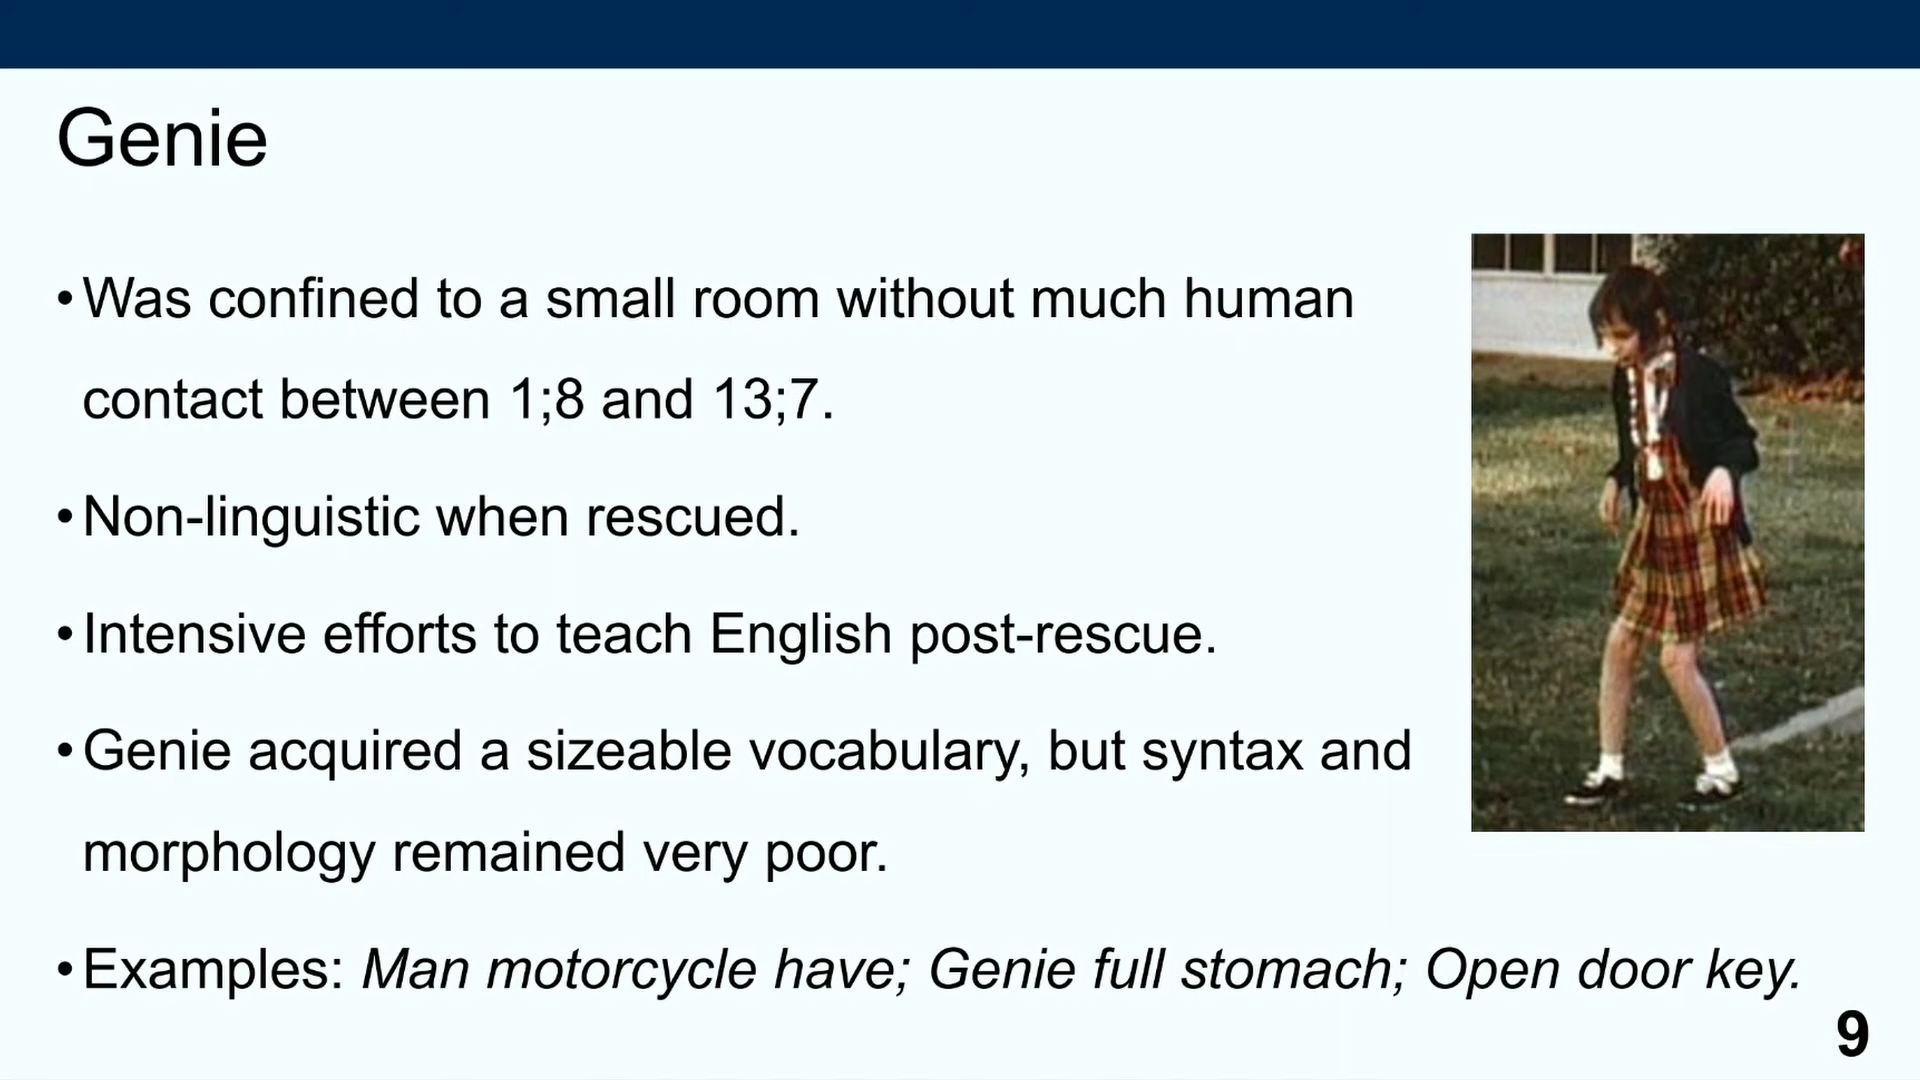 Genie
•Was confined to a small room without much human
contact between 1;8 and 13;7.
•Non-linguistic when rescued.
•Intensive efforts to teach English post-rescue.
•Genie acquired a sizeable vocabulary, but syntax and
morphology remained very poor.
•Examples: Man motorcycle have; Genie full stomach; Open door key.
9